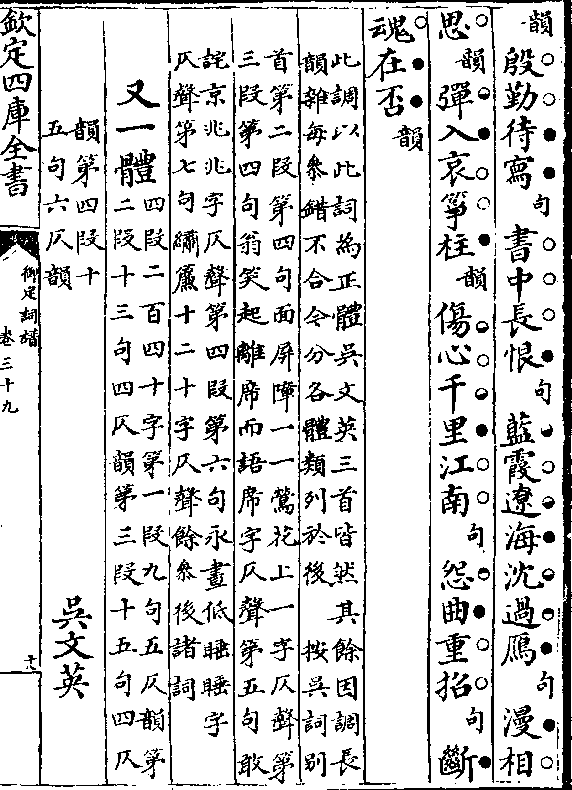 韻殷勤待寫句書中長恨句藍霞遼海沈過鴈句漫相
思韻彈入哀箏柱韻傷心千里江南句怨曲重招句斷
魂在否韻
此調以此詞為正體吳文英三首皆然其餘因調長
韻雜每叅錯不合今分各體類列於後 按吳詞別
首第二段第四句面屏障一一鶯花上一字仄聲第
三段第四句翁笑起離席而語席字仄聲第五句敢
詫京兆兆字仄聲第四段第六句永晝低睡睡字
仄聲第七句繡簾十二十字仄聲餘叅後諸詞
又一體
四段二百四十字第一段九句五仄韻第
二段十三句四仄韻第三段十五句四仄
韻第四段十
五句六仄韻
吳文英
欽定四庫全書
御定詞譜
卷三十九